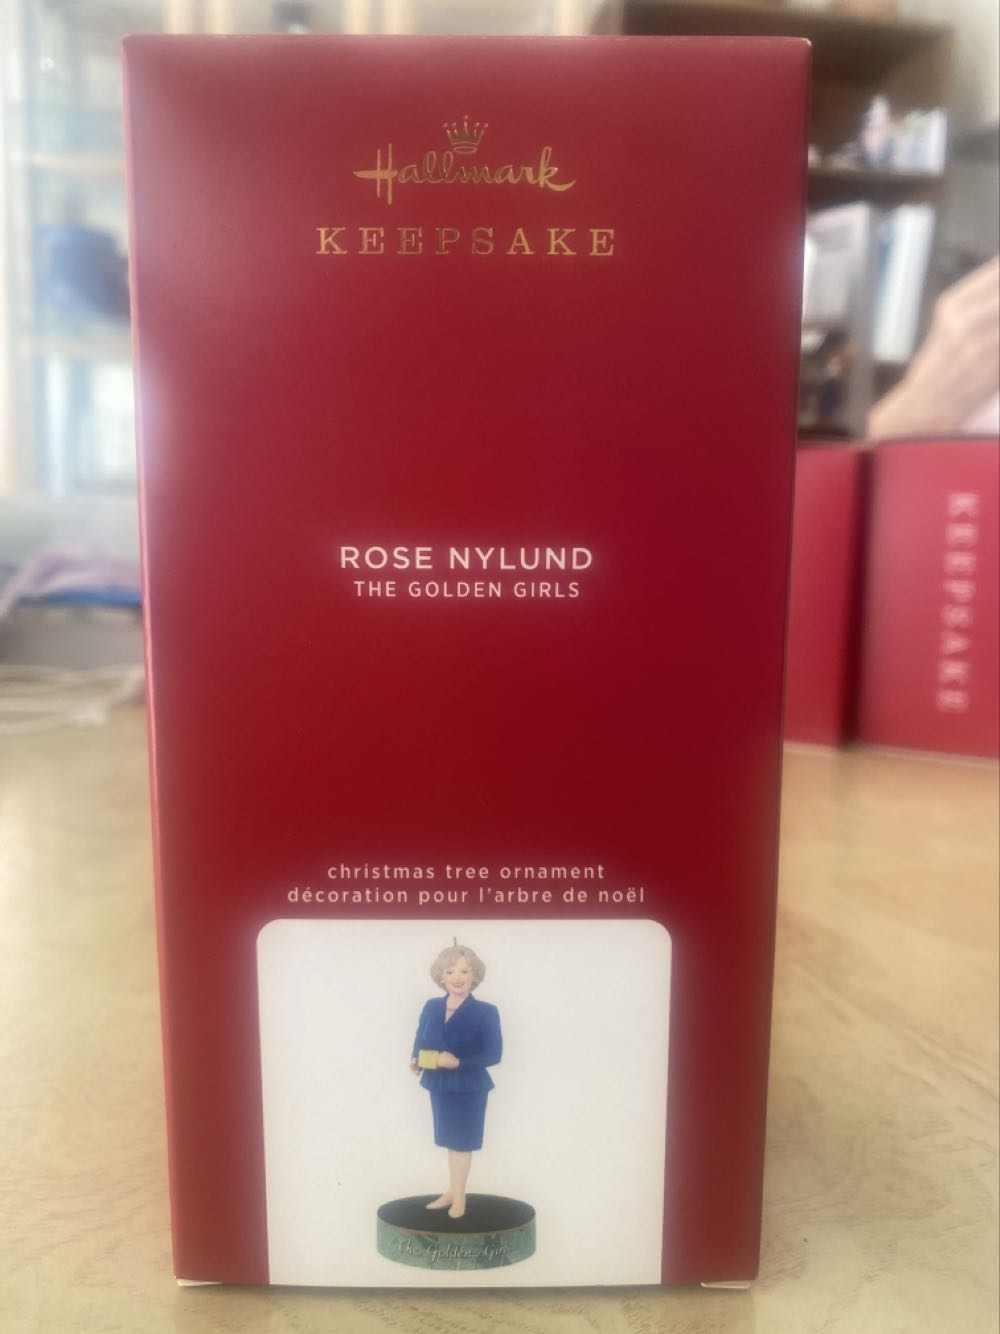 Hallmark
KEEPSAKE
ROSE NYLUND
THE GOLDEN GIRLS
christmas tree ornament
décoration pour l'arbre de noël
The Golden Girls
KEEPSAKE